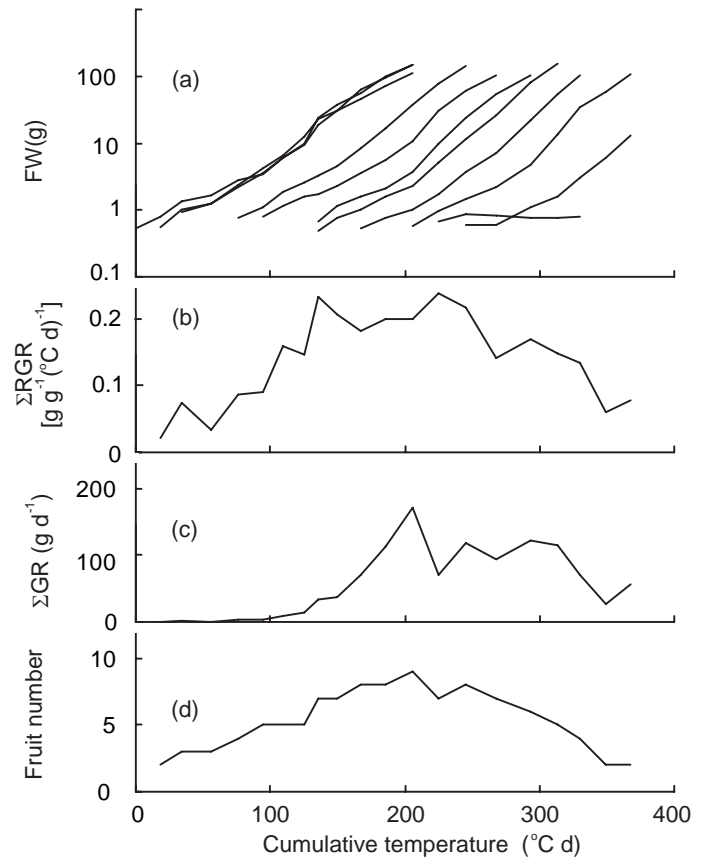 (a)
FW(g)
100
10
1
0.1
(b)
ΣRGR
[g g⁻¹(°C d)⁻¹]
0.2
0.1
0
(c)
ΣGR (g d⁻¹)
200
100
0
(d)
Fruit number
10
5
0
0 100 200 300 400
Cumulative temperature (°C d)